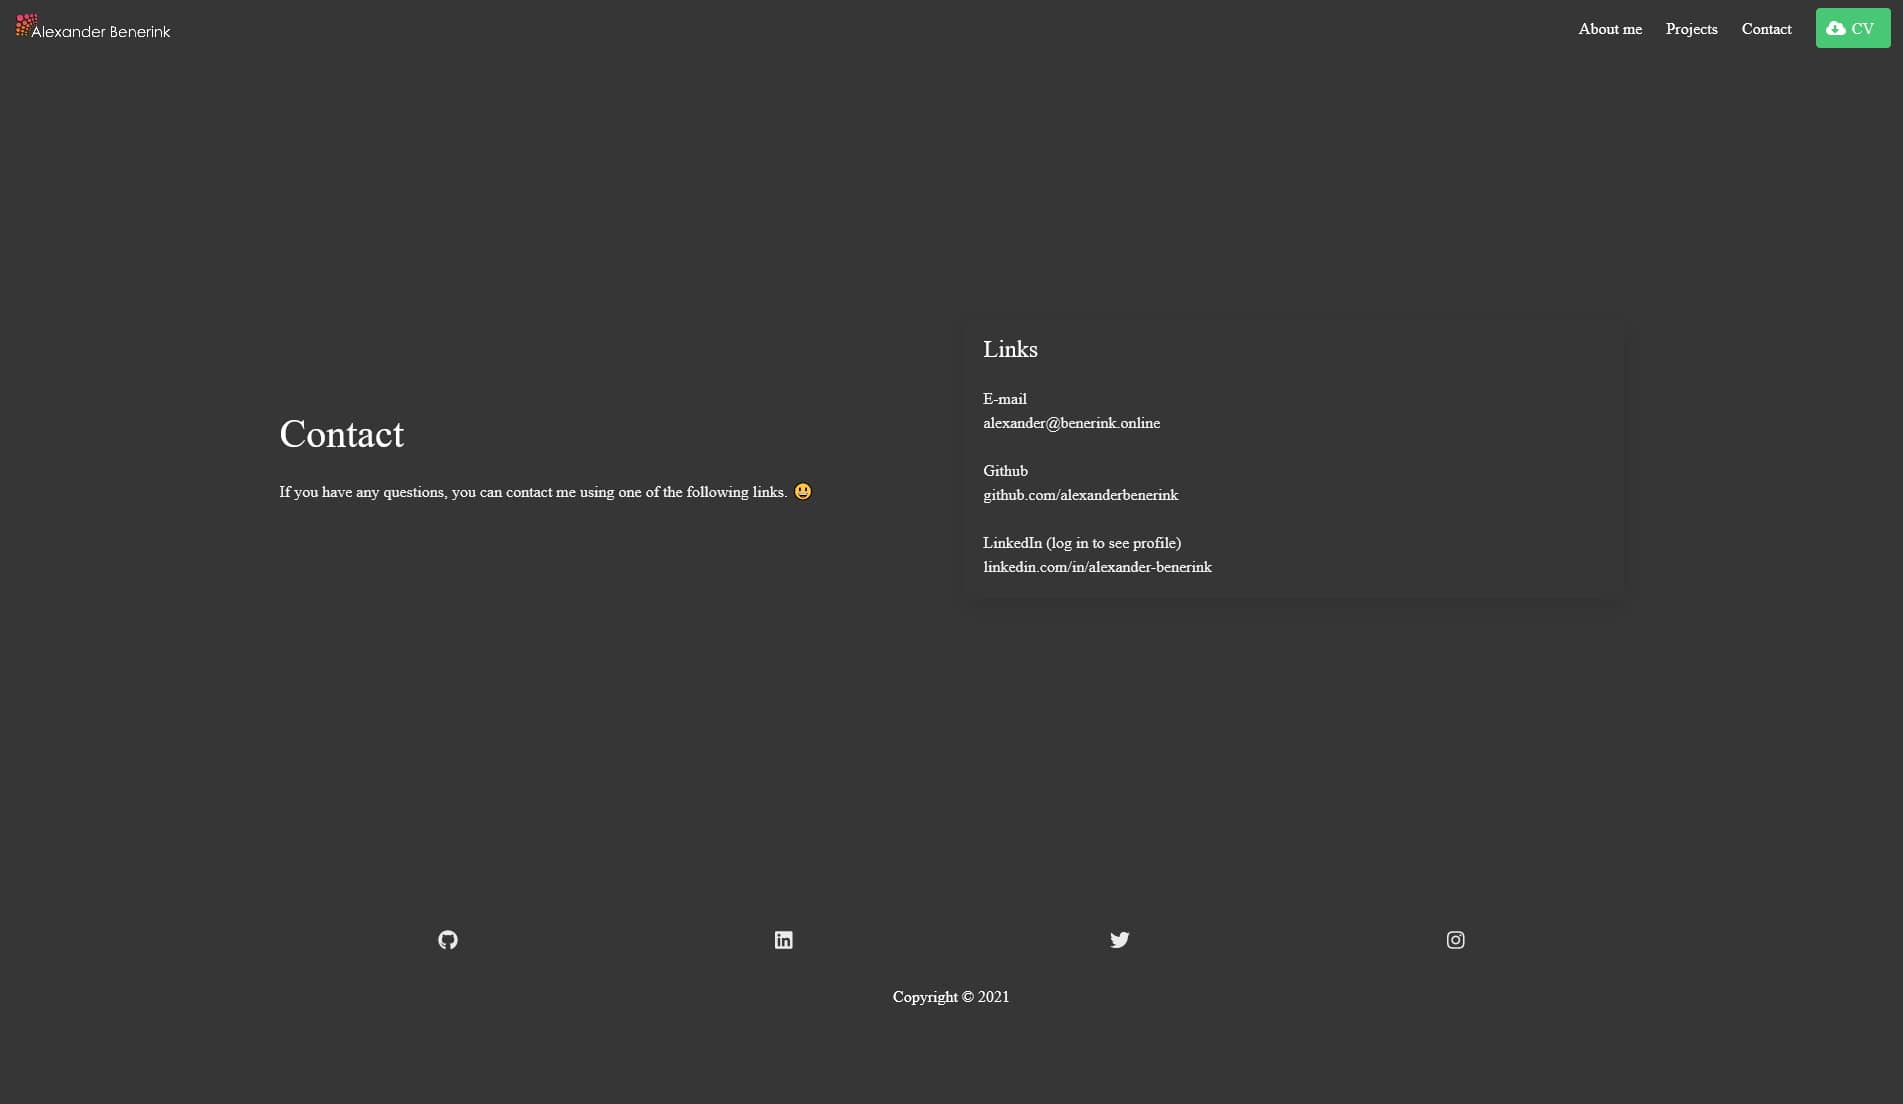 Alexander Benerink
About me
Projects
Contact
CV
Contact
If you have any questions, you can contact me using one of the following links. 😃
Links
E-mail
alexander@benerink.online
Github
github.com/alexanderbenerink
LinkedIn (log in to see profile)
linkedin.com/in/alexander-benerink
Copyright © 2021